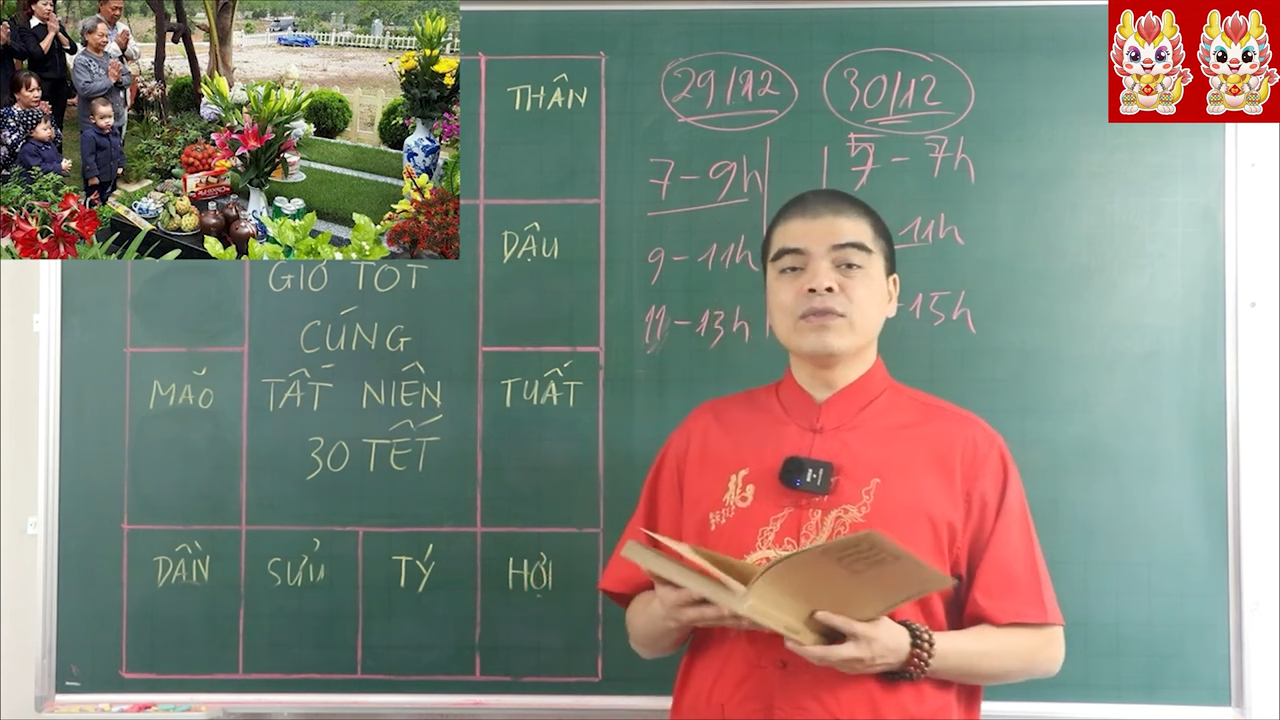 THÂN
DẬU
GIỜ TỐT
CÚNG
TẤT NIÊN
30 TẾT
MÃO
TUẤT
DẦN
SỬU
TÝ
HỢI
29/12
30/12
7-9h
5-7h
9-11h
11h
11-13h
-15h